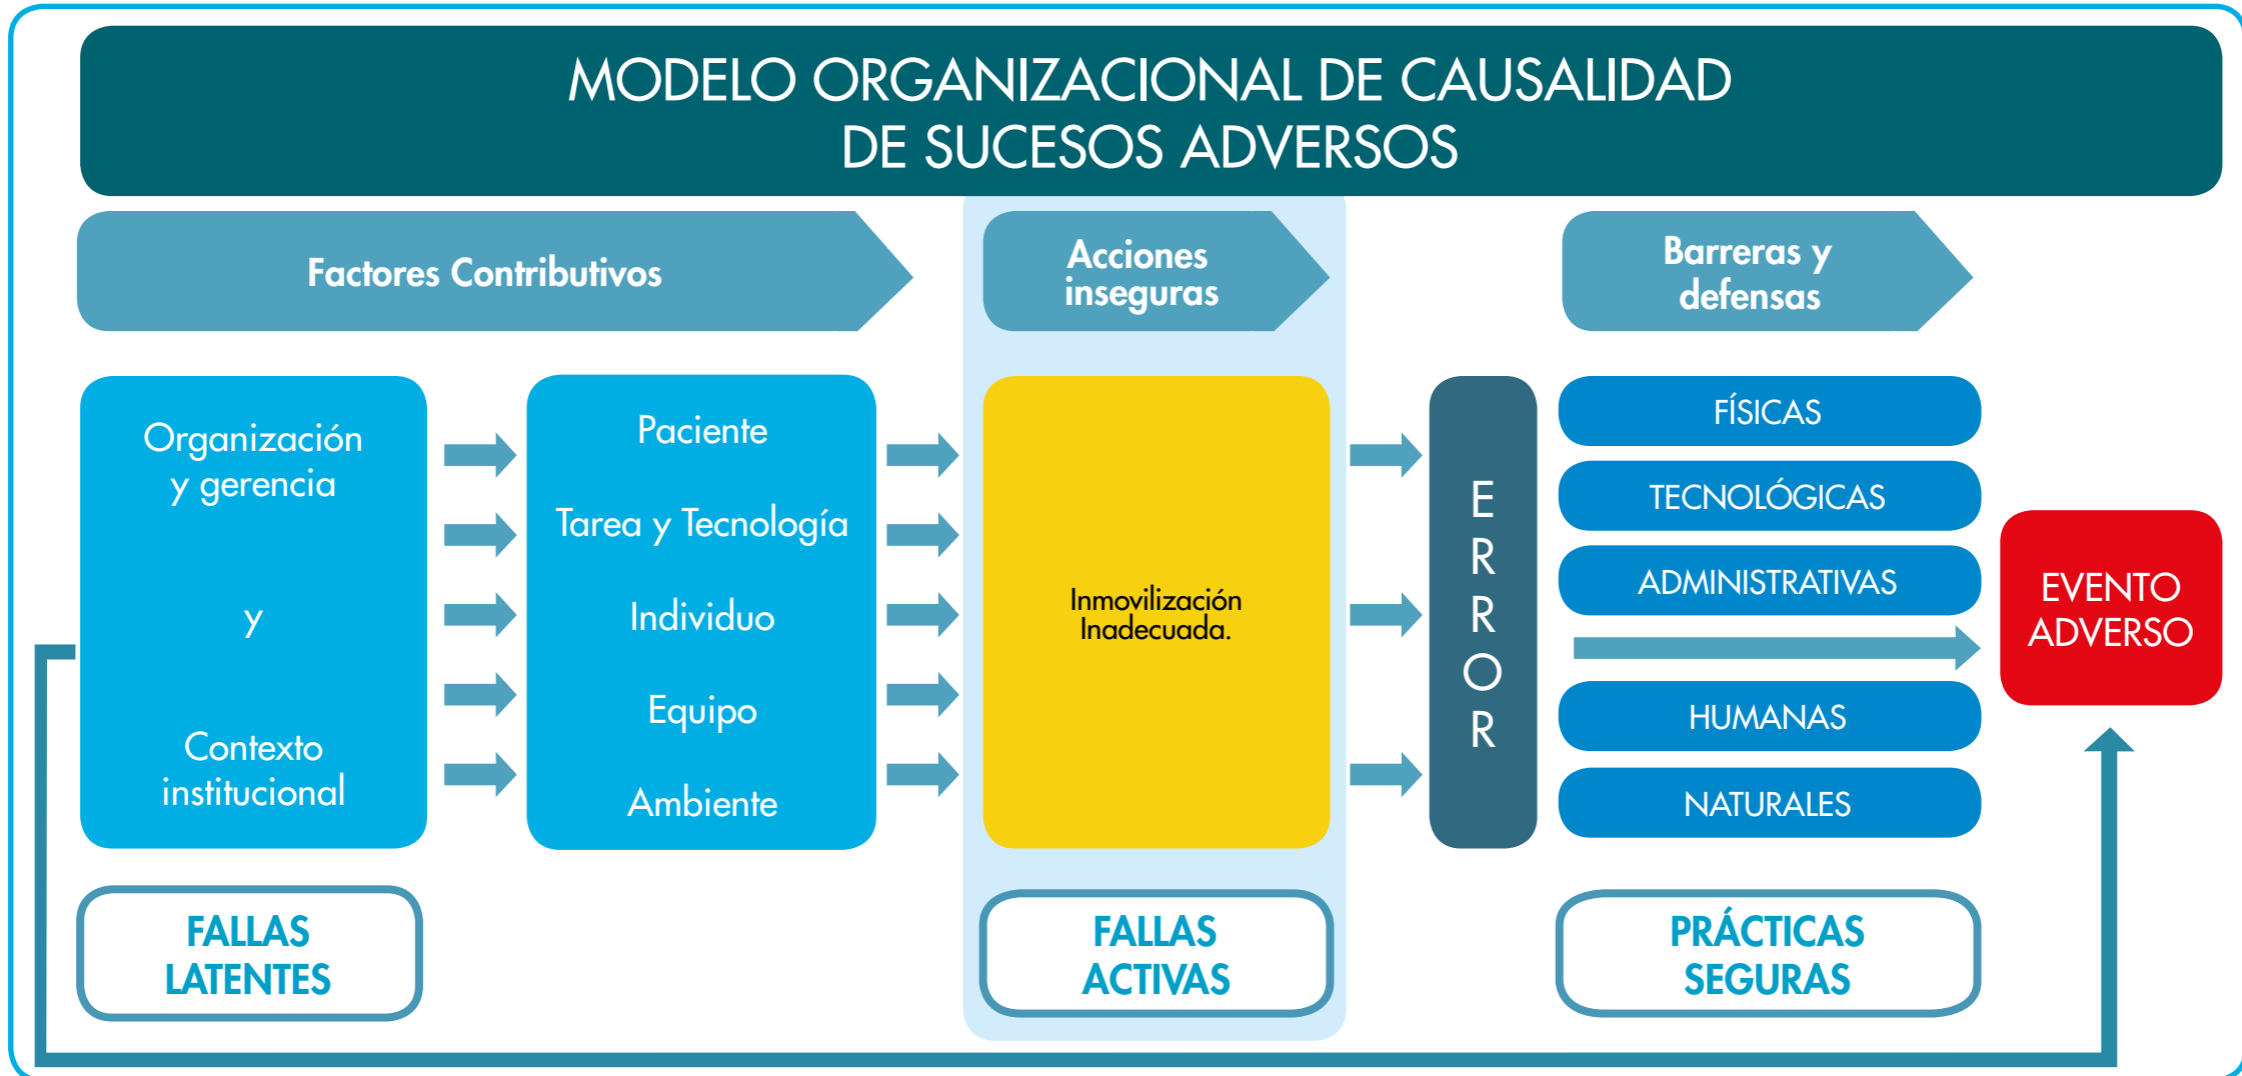 MODELO ORGANIZACIONAL DE CAUSALIDAD
DE SUCESOS ADVERSOS
Factores Contributivos
Acciones
inseguras
Barreras y
defensas
Organización
y gerencia
y
Contexto
institucional
Paciente
Tarea y Tecnología
Individuo
Equipo
Ambiente
Inmovilización
Inadecuada.
E
R
R
O
R
FÍSICAS
TECNOLÓGICAS
ADMINISTRATIVAS
HUMANAS
NATURALES
EVENTO
ADVERSO
FALLAS
LATENTES
FALLAS
ACTIVAS
PRÁCTICAS
SEGURAS